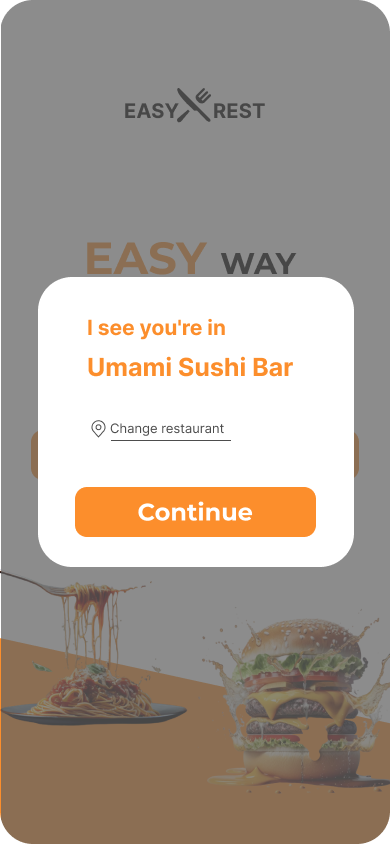 EASY REST
EASY WAY
I see you're in
Umami Sushi Bar
Change restaurant
Continue